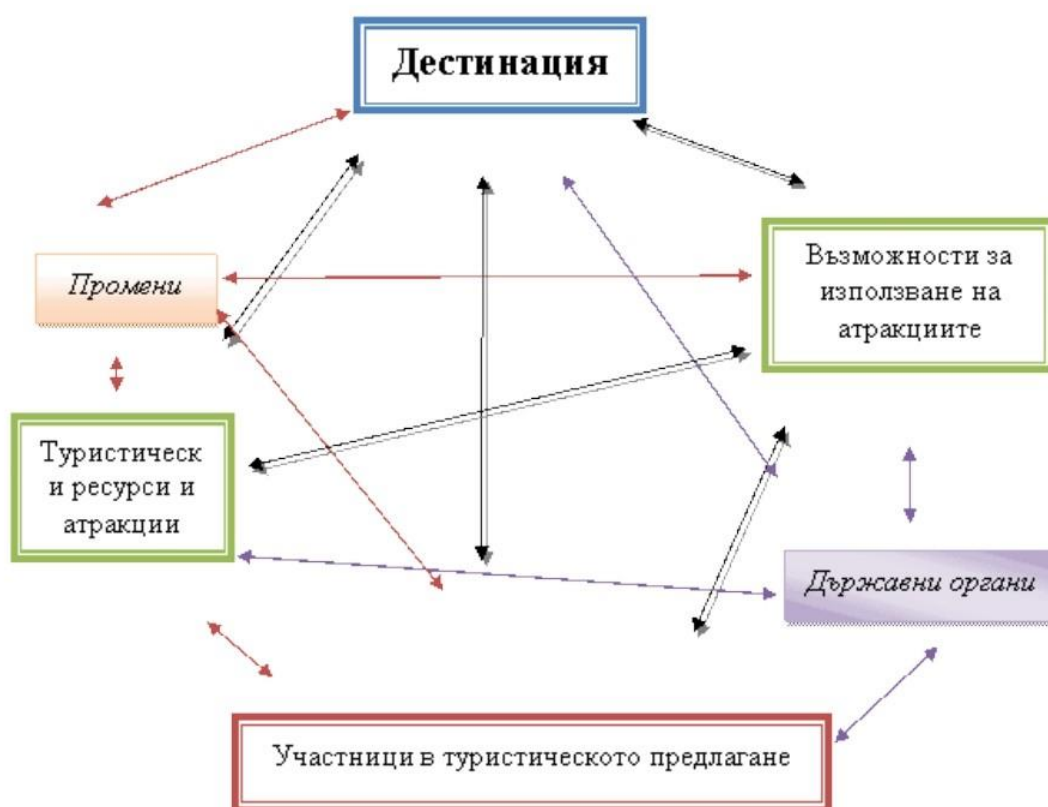 Дестинация
Промени
Възможности за
използване на
атракциите
Туристическ
и ресурси и
атракции
Държавни органи
Участници в туристическото предлагане